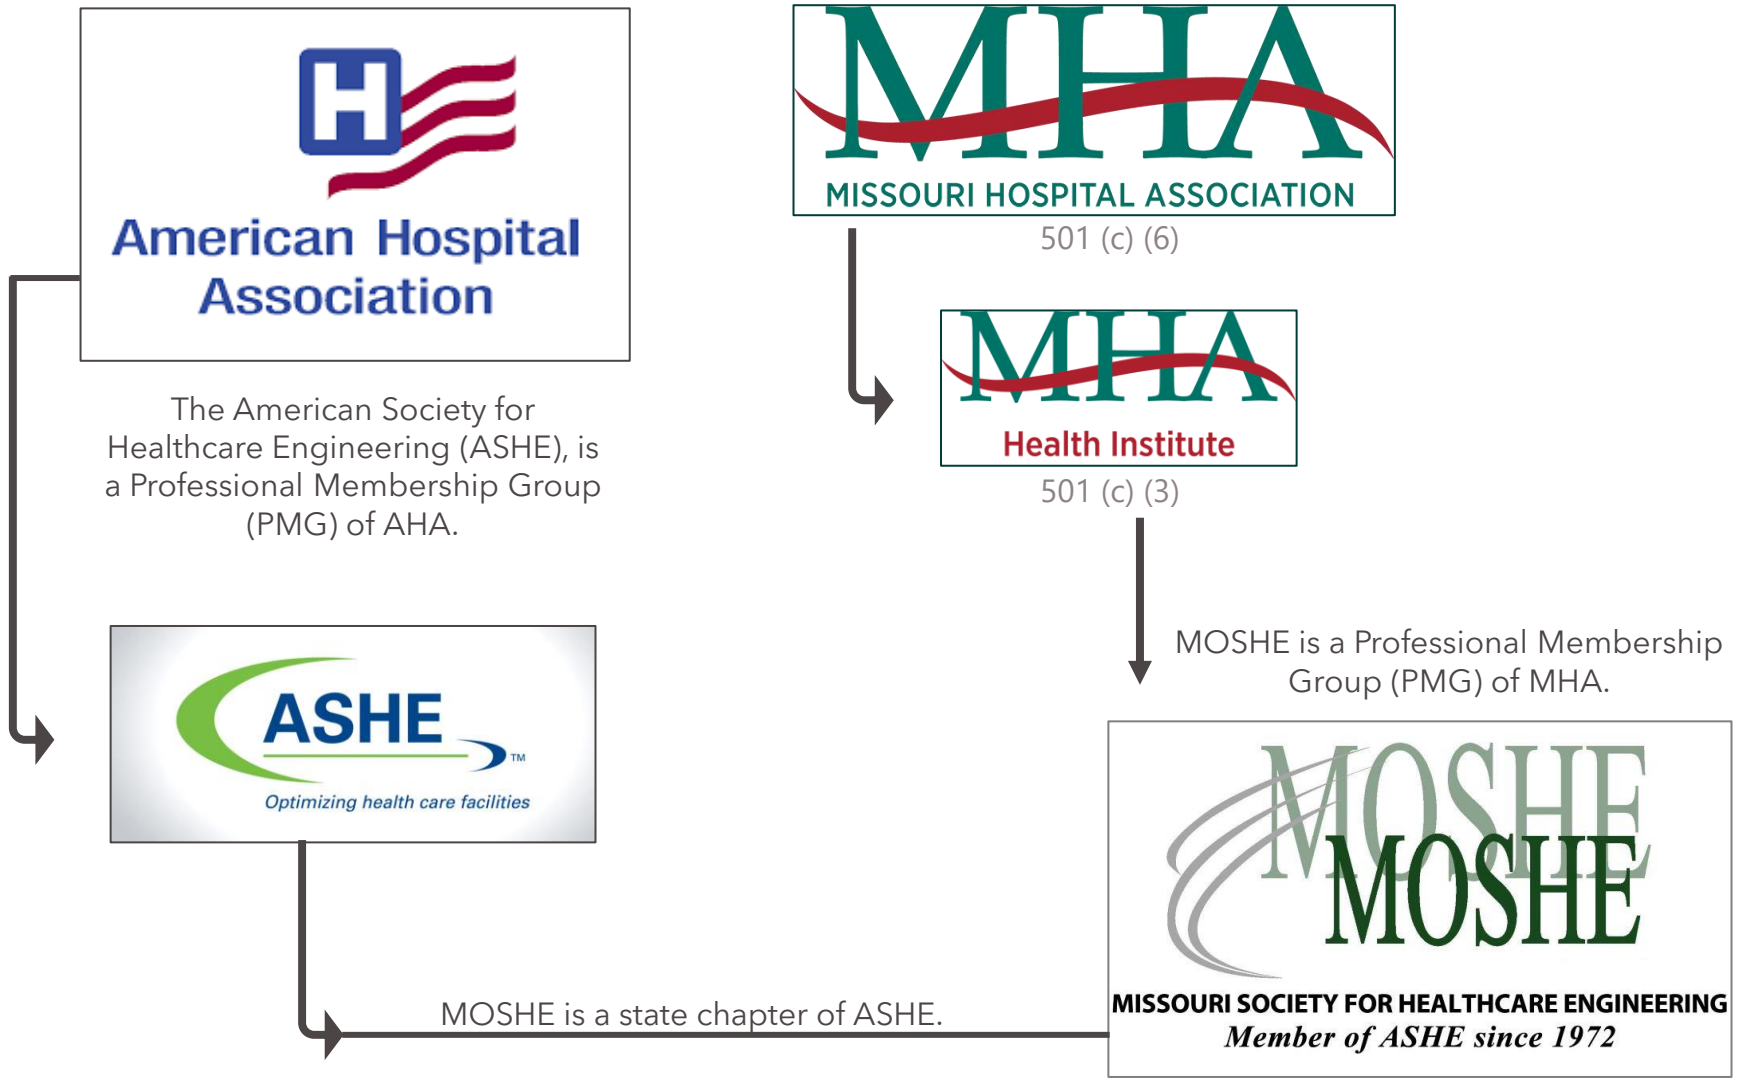 H
American Hospital
Association
The American Society for
Healthcare Engineering (ASHE), is
a Professional Membership Group
(PMG) of AHA.
ASHE
TM
Optimizing health care facilities
MOSHE is a state chapter of ASHE.
MHA
MISSOURI HOSPITAL ASSOCIATION
501 (c) (6)
MHA
Health Institute
501 (c) (3)
MOSHE is a Professional Membership
Group (PMG) of MHA.
MOSHE
MOSHE
MISSOURI SOCIETY FOR HEALTHCARE ENGINEERING
Member of ASHE since 1972